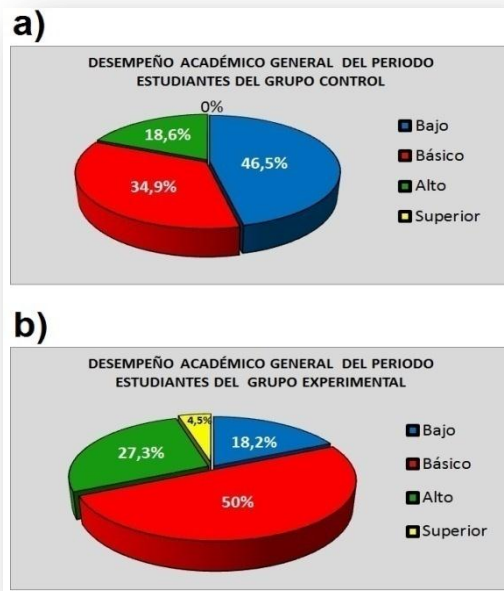 a)
DESEMPEÑO ACADÉMICO GENERAL DEL PERIODO
ESTUDIANTES DEL GRUPO CONTROL
0%
18,6%
46,5%
34,9%
Bajo
Básico
Alto
Superior
b)
DESEMPEÑO ACADÉMICO GENERAL DEL PERIODO
ESTUDIANTES DEL GRUPO EXPERIMENTAL
4,5%
18,2%
27,3%
50%
Bajo
Básico
Alto
Superior